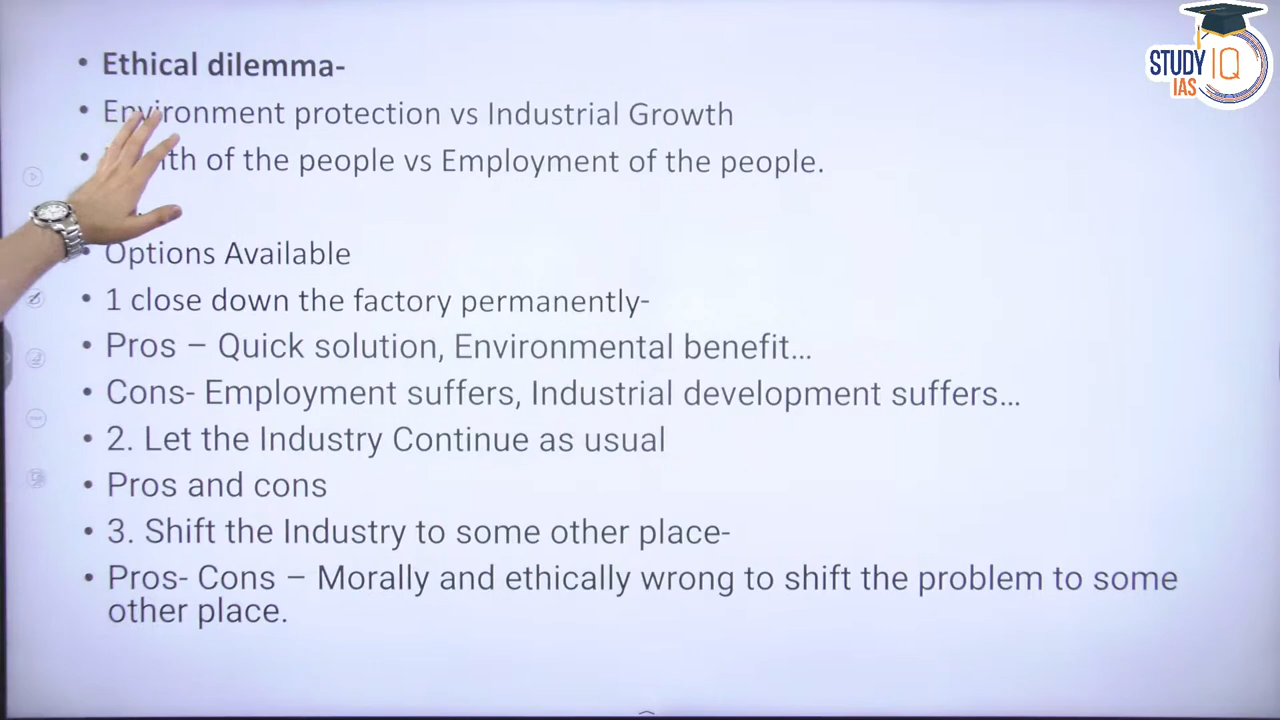 • Ethical dilemma-
• Environment protection vs Industrial Growth
• of the people vs Employment of the people.
• Options Available
• 1 close down the factory permanently-
• Pros – Quick solution, Environmental benefit...
• Cons- Employment suffers, Industrial development suffers...
• 2. Let the Industry Continue as usual
• Pros and cons
• 3. Shift the Industry to some other place-
• Pros- Cons – Morally and ethically wrong to shift the problem to some
other place.
STUDY IQ
IAS